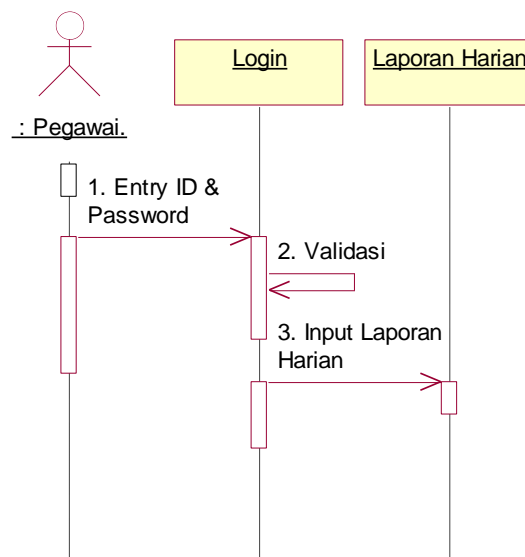 Login
Laporan Harian
: Pegawai.
1. Entry ID &
Password
2. Validasi
3. Input Laporan
Harian